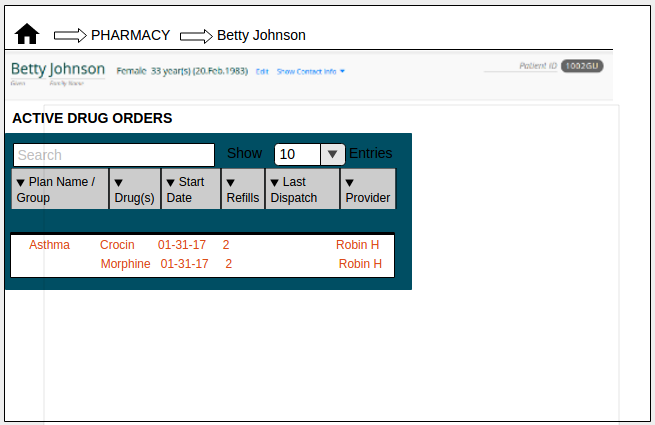 PHARMACY Betty Johnson
Betty Johnson Female 33 year(s) (20.Feb.1983) Edit Show Contact Info Patient ID 1002GU
Given Family Name
ACTIVE DRUG ORDERS
Search Show 10 Entries
Plan Name / Group Drug(s) Start Date Refills Last Dispatch Provider
Asthma Crocin 01-31-17 2 Robin H
Morphine 01-31-17 2 Robin H